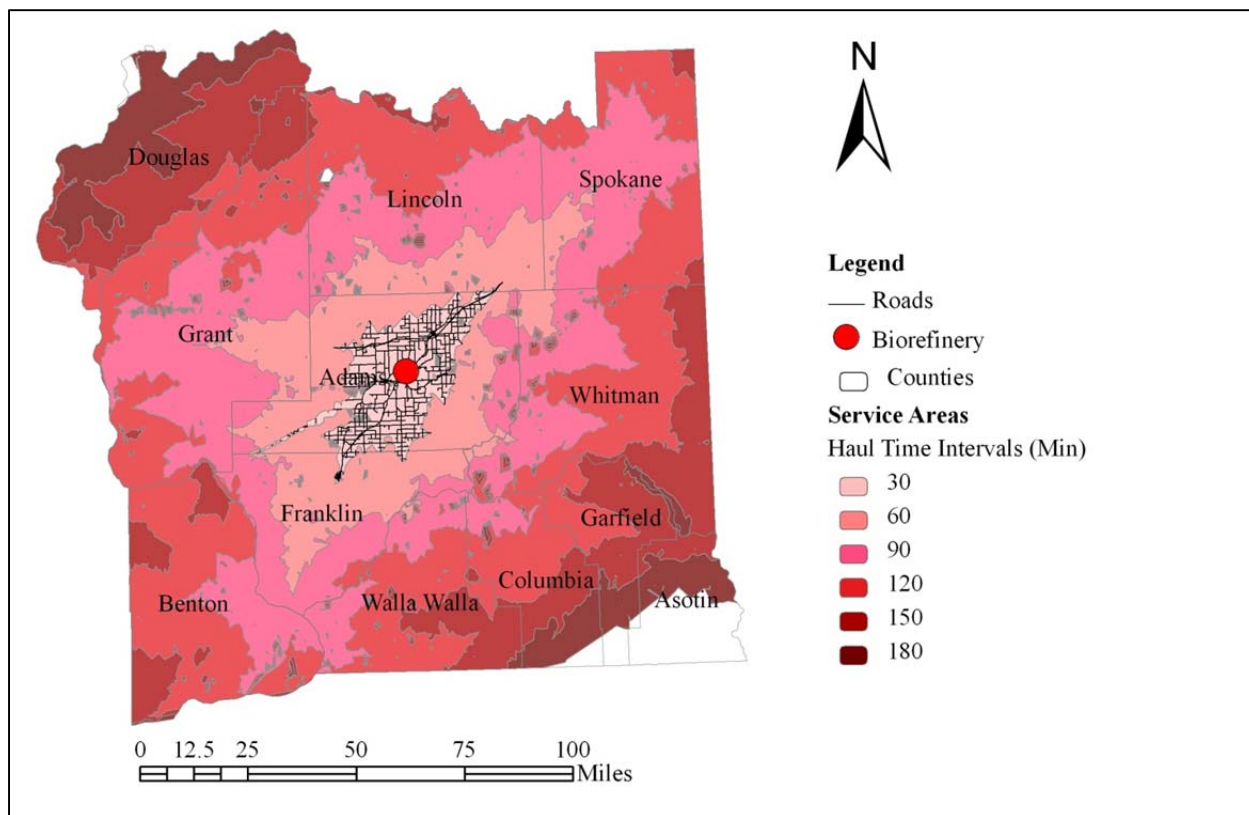 N
Douglas
Spokane
Lincoln
Grant
Adams
Whitman
Franklin
Garfield
Columbia
Benton
Walla Walla
Asotin
0 12.5 25 50 75 100
Miles
Legend
Roads
Biorefinery
Counties
Service Areas
Haul Time Intervals (Min)
30
60
90
120
150
180